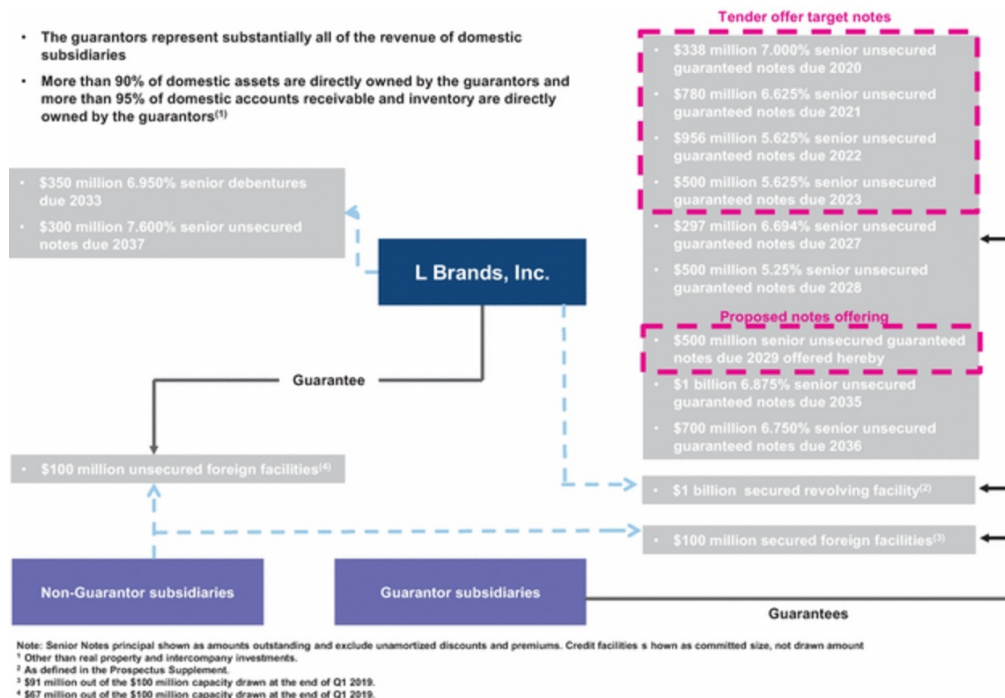 Tender offer target notes
• The guarantors represent substantially all of the revenue of domestic
subsidiaries
• More than 90% of domestic assets are directly owned by the guarantors and
more than 95% of domestic accounts receivable and inventory are directly
owned by the guarantors(1)
• $338 million 7.000% senior unsecured
guaranteed notes due 2020
• $780 million 6.625% senior unsecured
guaranteed notes due 2021
• $956 million 5.625% senior unsecured
guaranteed notes due 2022
• $500 million 5.625% senior unsecured
guaranteed notes due 2023
• $297 million 6.694% senior unsecured
guaranteed notes due 2027
• $500 million 5.25% senior unsecured
guaranteed notes due 2028
Proposed notes offering
• $500 million senior unsecured guaranteed
notes due 2029 offered hereby
• $1 billion 6.875% senior unsecured
guaranteed notes due 2035
• $700 million 6.750% senior unsecured
guaranteed notes due 2036
• $350 million 6.950% senior debentures
due 2033
• $300 million 7.600% senior unsecured
notes due 2037
L Brands, Inc.
Guarantee
• $100 million unsecured foreign facilities(4)
• $1 billion secured revolving facility(2)
• $100 million secured foreign facilities(3)
Non-Guarantor subsidiaries
Guarantor subsidiaries
Guarantees
Note: Senior Notes principal shown as amounts outstanding and exclude unamortized discounts and premiums. Credit facilities s hown as committed size, not drawn amount
1 Other than real property and intercompany investments.
2 As defined in the Prospectus Supplement.
3 $91 million out of the $100 million capacity drawn at the end of Q1 2019.
4 $67 million out of the $100 million capacity drawn at the end of Q1 2019.